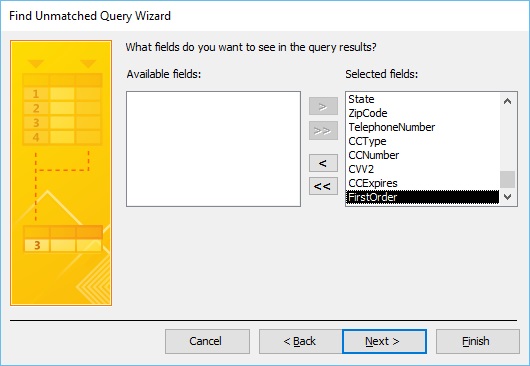 Find Unmatched Query Wizard
What fields do you want to see in the query results?
Available fields:
Selected fields:
1
2
3
4
3
>
>>
<
<<
State
ZipCode
TelephoneNumber
CCType
CCNumber
CVV2
CCExpires
FirstOrder
Cancel
< Back
Next >
Finish